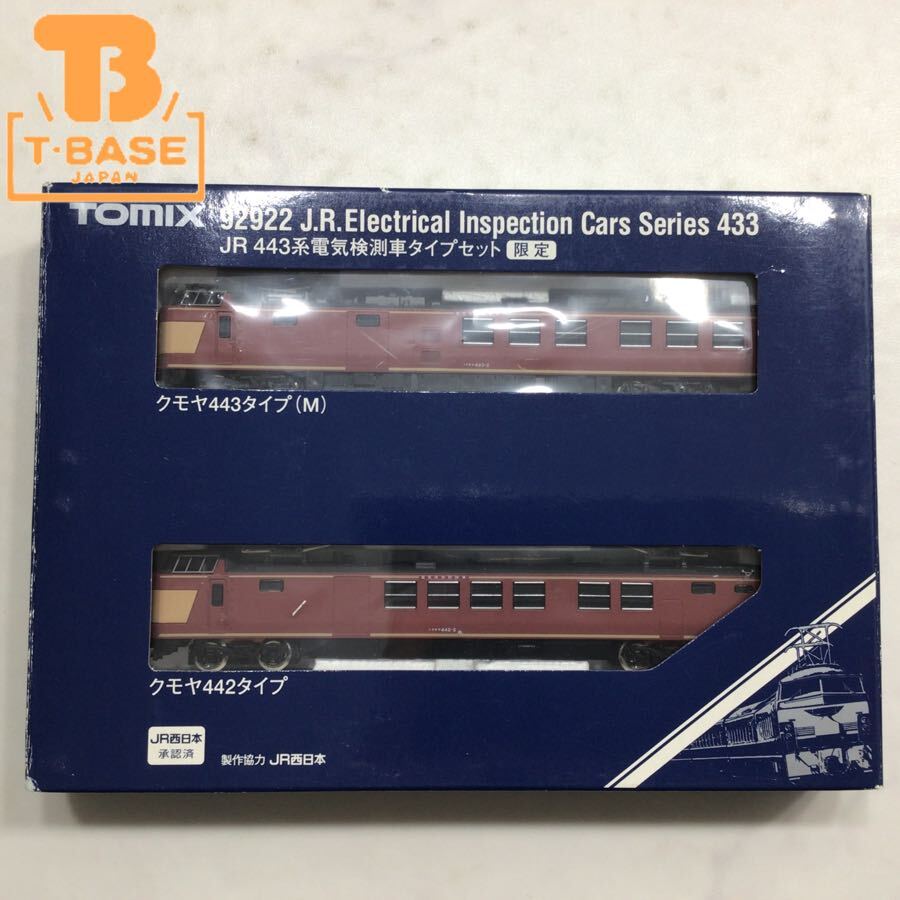 TB
T-BASE
JAPAN
TOMIX 92922 J.R.Electrical Inspection Cars Series 433
JR 443系電気検測車タイプセット 限定
クモヤ443タイプ(M)
クモヤ442タイプ
JR西日本
承認済
製作協力 JR西日本